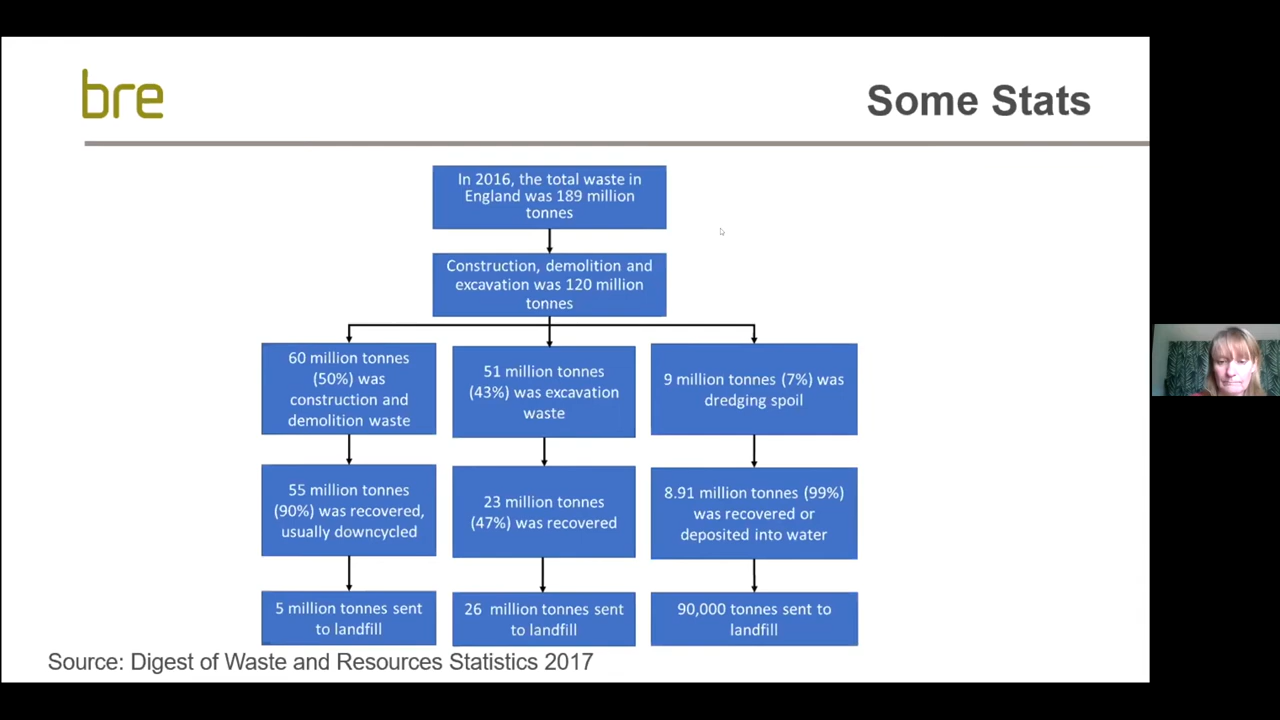 bre
Some Stats
In 2016, the total waste in
England was 189 million
tonnes
Construction, demolition and
excavation was 120 million
tonnes
60 million tonnes
(50%) was
construction and
demolition waste
51 million tonnes
(43%) was excavation
waste
9 million tonnes (7%) was
dredging spoil
55 million tonnes
(90%) was recovered,
usually downcycled
23 million tonnes
(47%) was recovered
8.91 million tonnes (99%)
was recovered or
deposited into water
5 million tonnes sent
to landfill
26 million tonnes sent
to landfill
90,000 tonnes sent to
landfill
Source: Digest of Waste and Resources Statistics 2017